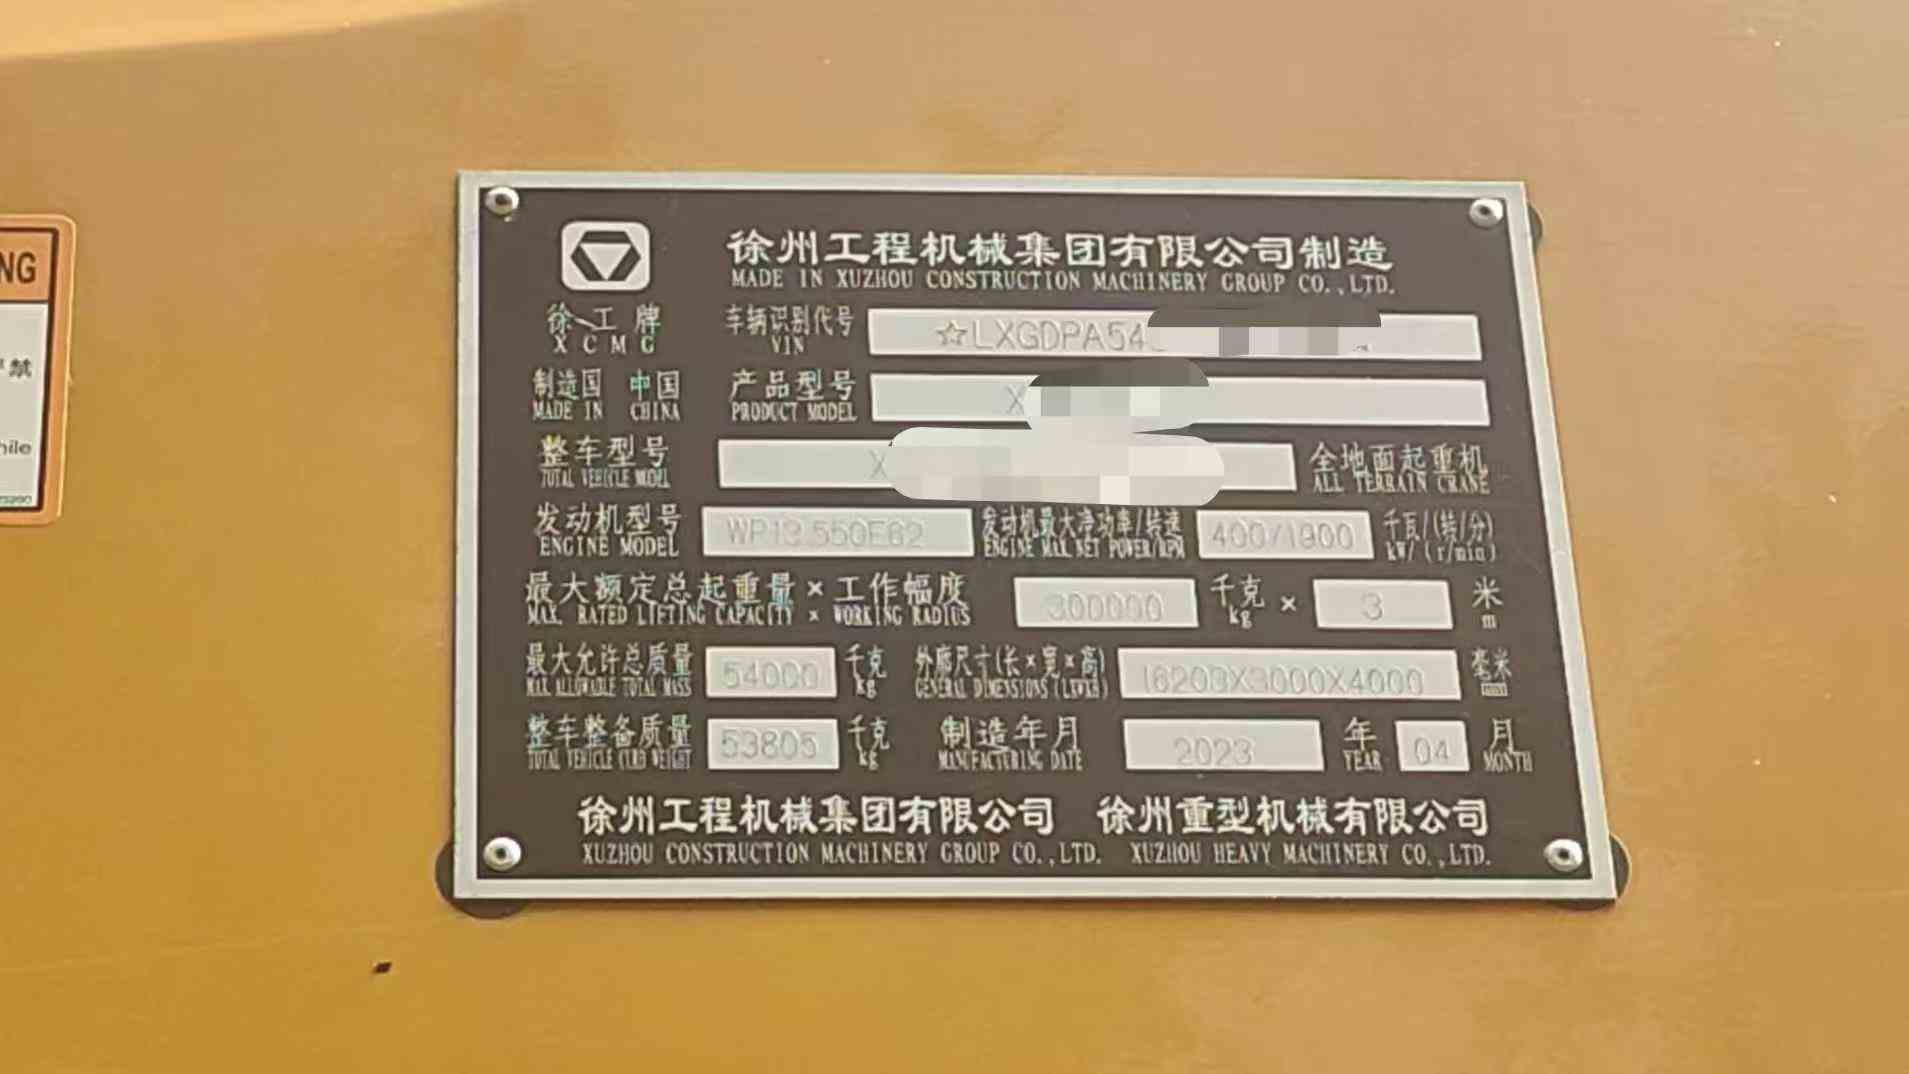 NG
严禁
hile
徐州工程机械集团有限公司制造
MADE IN XUZHOU CONSTRUCTION MACHINERY GROUP CO.,LTD.
徐工牌 车辆识别代号 ☆LXGDPA54
XCMG VIN
制造国 中国 产品型号 X
MADE IN CHINA PRODUCT MODEL
整车型号 X 全地面起重机
TOTAL VEHICLE MODEL ALL TERRAIN CRANE
发动机型号 WP13.550E62 发动机最大净功率/转速 400/1900 千瓦/(转/分)
ENGINE MODEL ENGINE MAX.NET POWER/RPM kW/(r/min)
最大额定总起重量×工作幅度 300000 千克 × 3 米
MAX. RATED LIFTING CAPACITY × WORKING RADIUS kg m
最大允许总质量 54000 千克 外廓尺寸(长×宽×高) 16200X3000X4000 毫米
MAX.ALLOWABLE TOTAL MASS kg GENERAL DIMENSIONS(LXWXH) mm
整车整备质量 53805 千克 制造年月 2023 年 04 月
TOTAL VEHICLE CURB WEIGHT kg MANUFACTURING DATE YEAR MONTH
徐州工程机械集团有限公司 徐州重型机械有限公司
XUZHOU CONSTRUCTION MACHINERY GROUP CO.,LTD. XUZHOU HEAVY MACHINERY CO.,LTD.